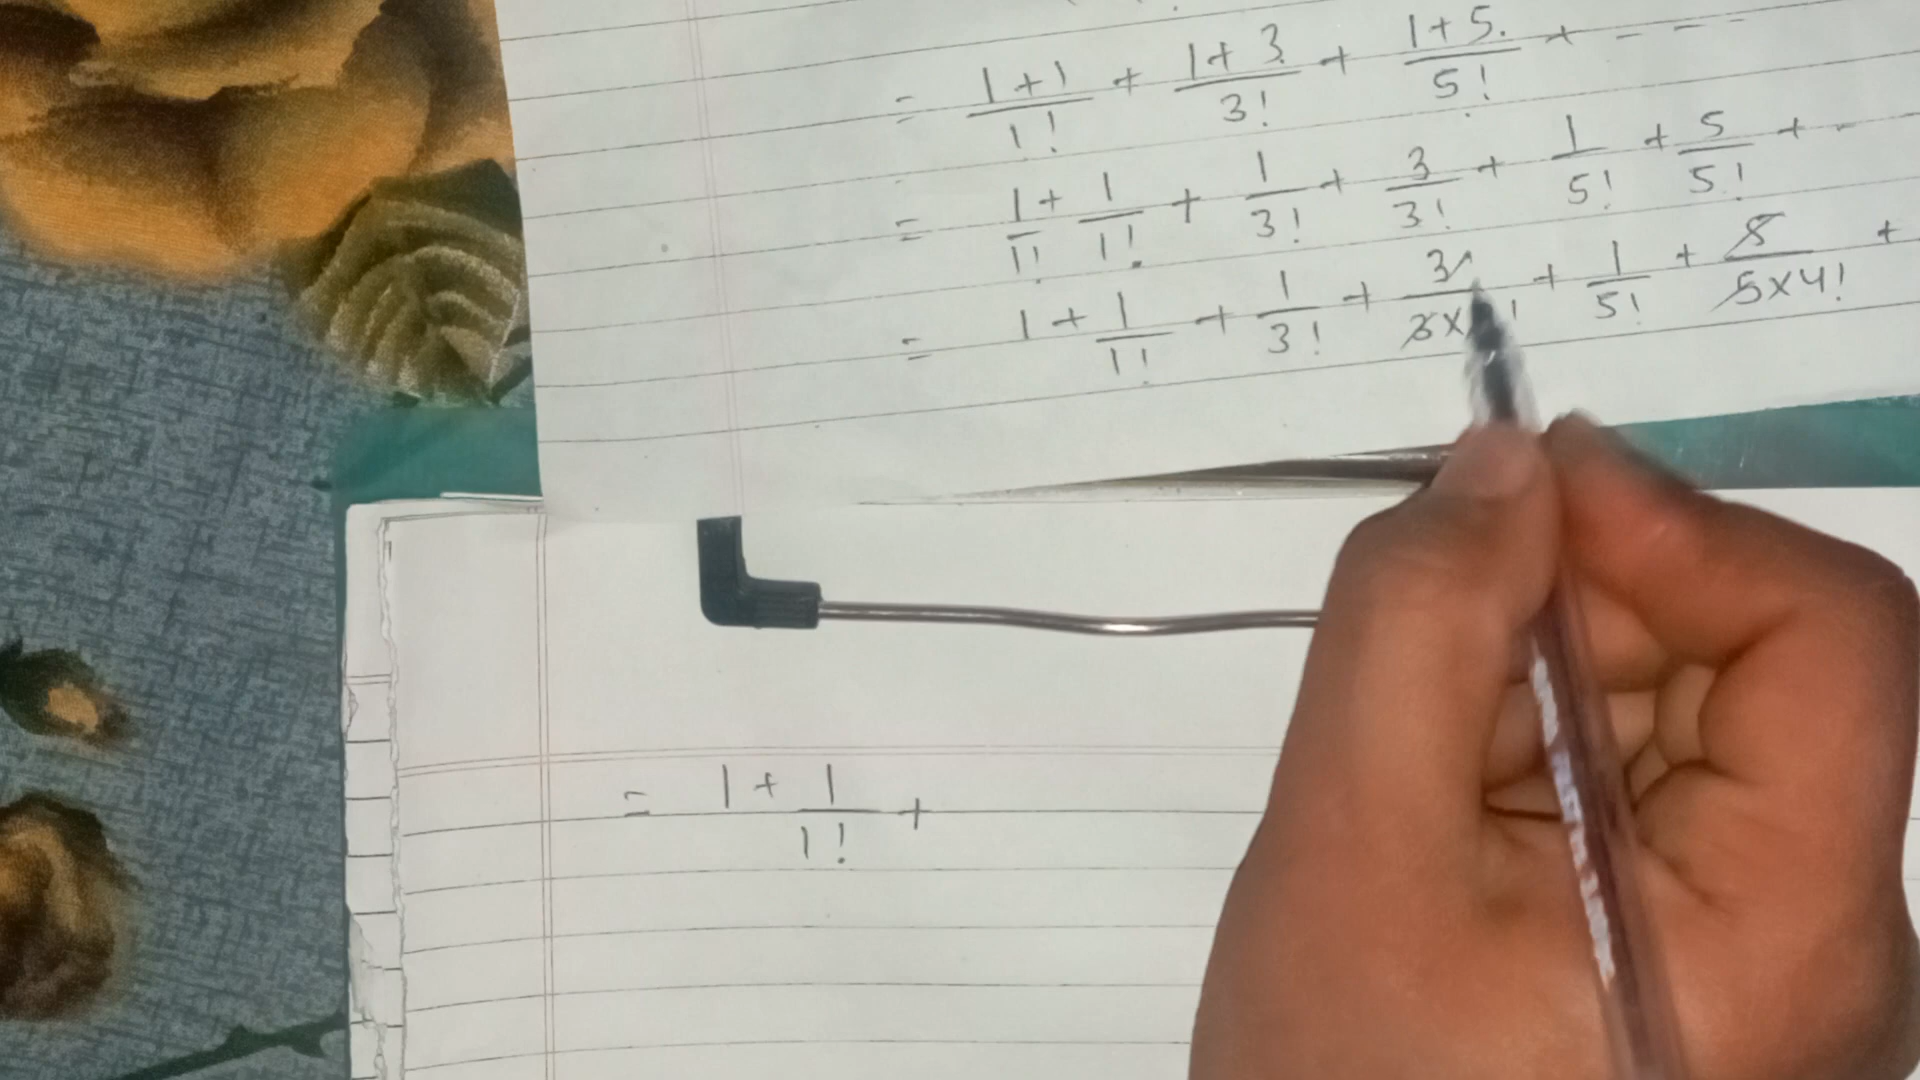 = (1+1)/1! + (1+3)/3! + (1+5)/5! + - - -
= 1/1! + 1/1! + 1/3! + 3/3! + 1/5! + 5/5! + -
= 1 + 1/1! + 1/3! + 3/(3× !) + 1/5! + 5/(5×4!) +
= 1 + 1/1! +